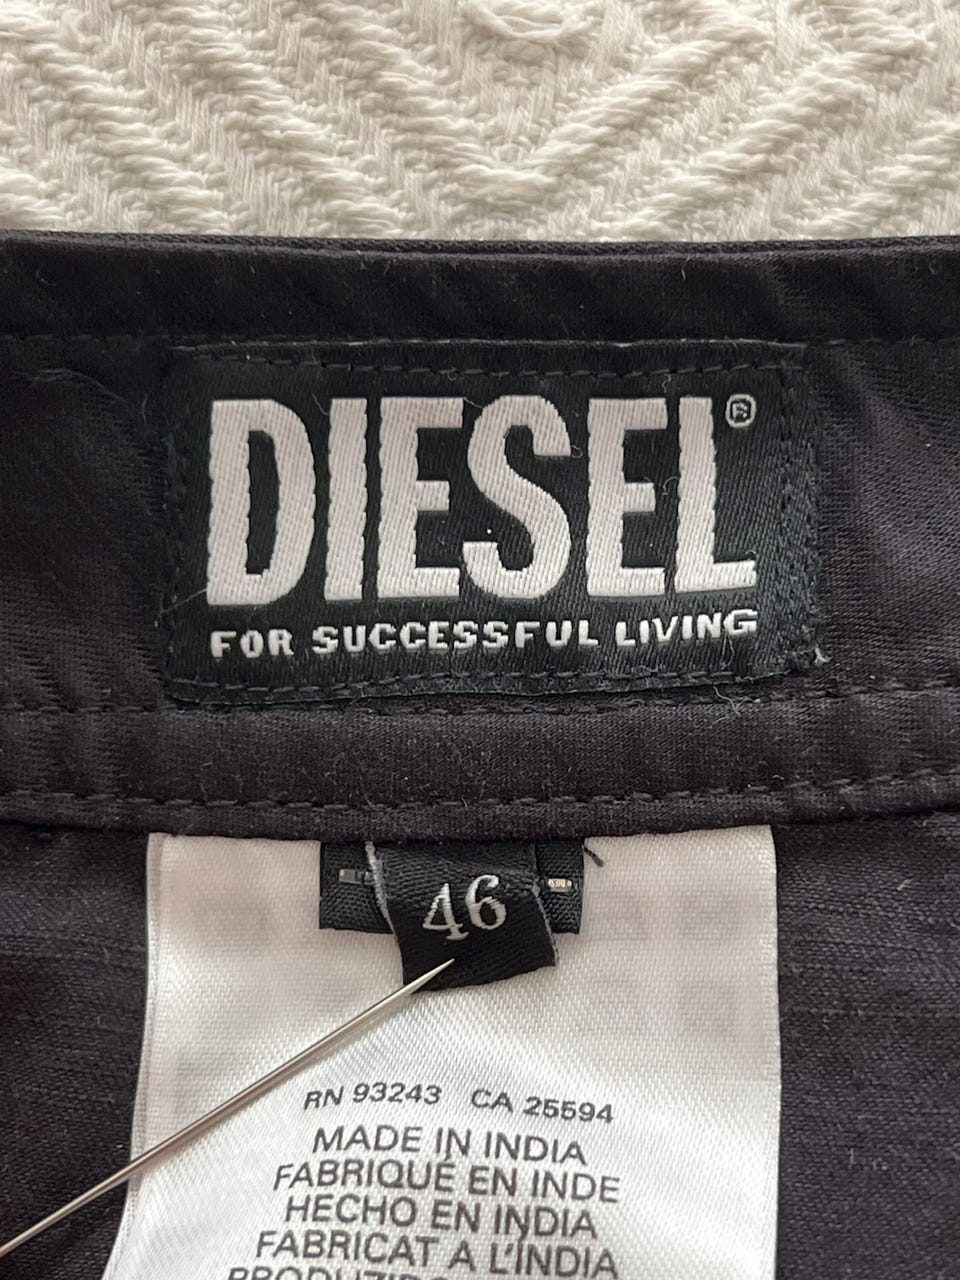 DIESEL®
FOR SUCCESSFUL LIVING
46
RN 93243 CA 25594
MADE IN INDIA
FABRIQUÉ EN INDE
HECHO EN INDIA
FABRICAT A L'ÍNDIA